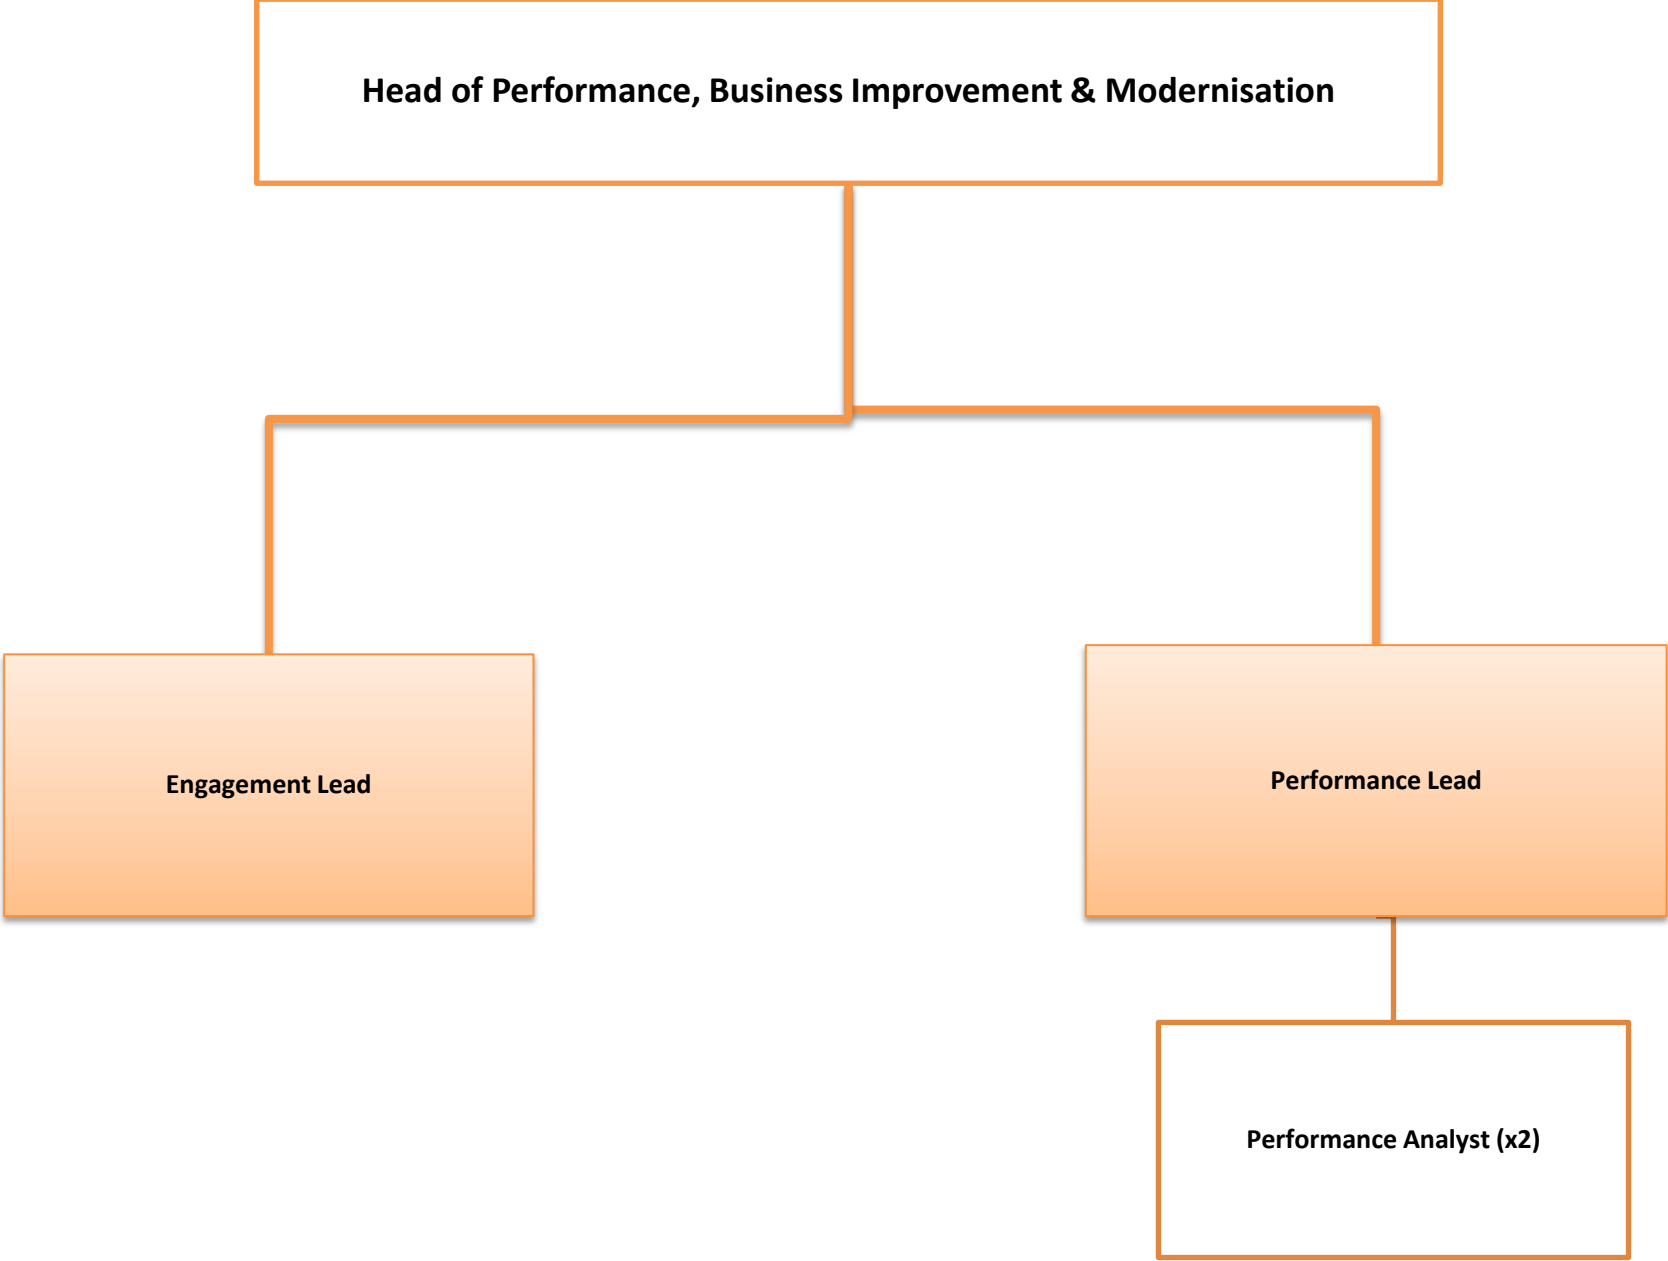 Head of Performance, Business Improvement & Modernisation
Engagement Lead
Performance Lead
Performance Analyst (x2)